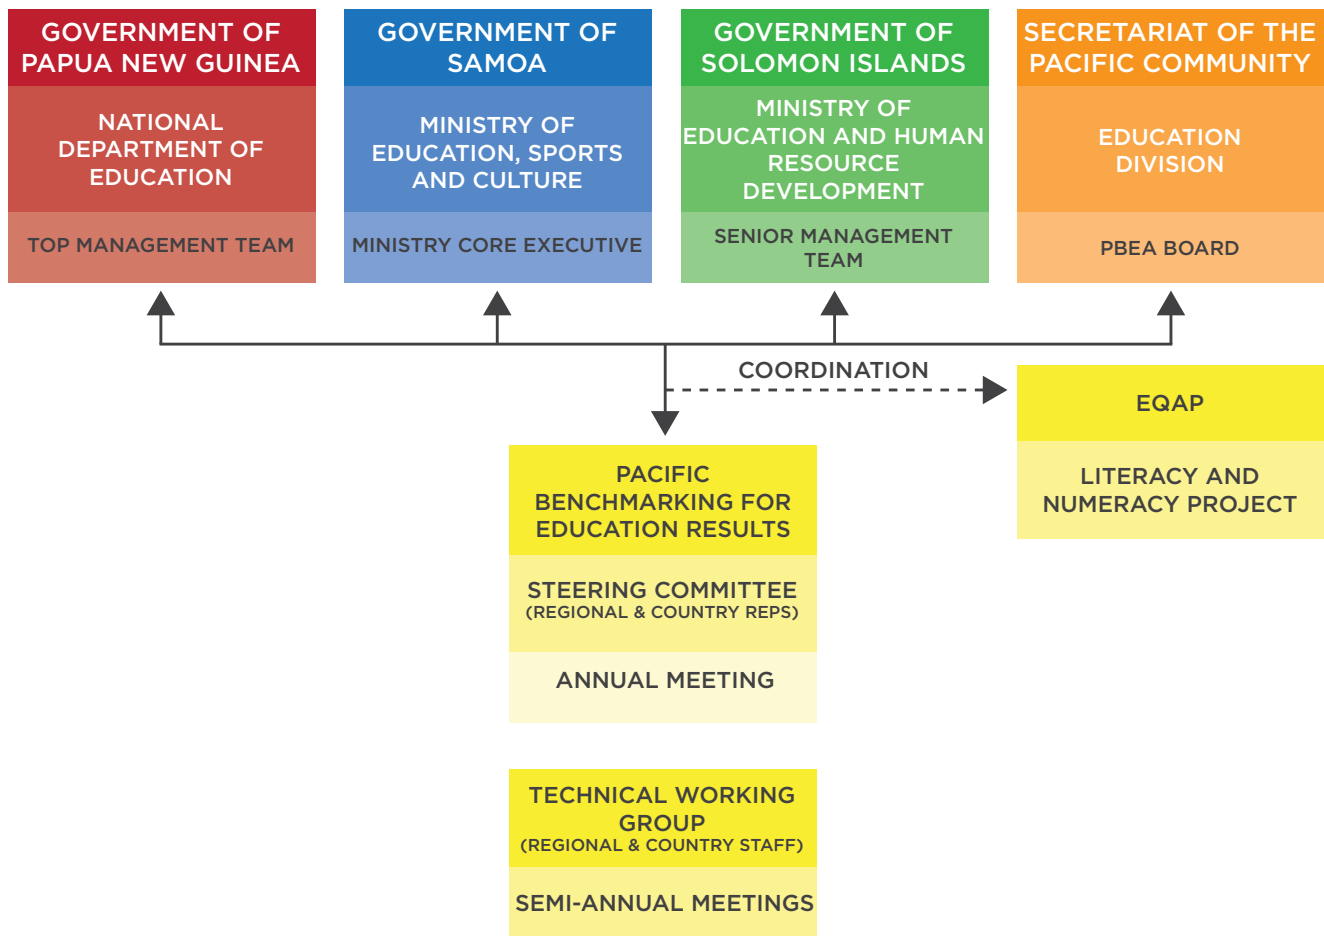 GOVERNMENT OF
PAPUA NEW GUINEA
NATIONAL
DEPARTMENT OF
EDUCATION
TOP MANAGEMENT TEAM
GOVERNMENT OF
SAMOA
MINISTRY OF
EDUCATION, SPORTS
AND CULTURE
MINISTRY CORE EXECUTIVE
GOVERNMENT OF
SOLOMON ISLANDS
MINISTRY OF
EDUCATION AND HUMAN
RESOURCE
DEVELOPMENT
SENIOR MANAGEMENT
TEAM
SECRETARIAT OF THE
PACIFIC COMMUNITY
EDUCATION
DIVISION
PBEA BOARD
COORDINATION
EQAP
LITERACY AND
NUMERACY PROJECT
PACIFIC
BENCHMARKING FOR
EDUCATION RESULTS
STEERING COMMITTEE
(REGIONAL & COUNTRY REPS)
ANNUAL MEETING
TECHNICAL WORKING
GROUP
(REGIONAL & COUNTRY STAFF)
SEMI-ANNUAL MEETINGS